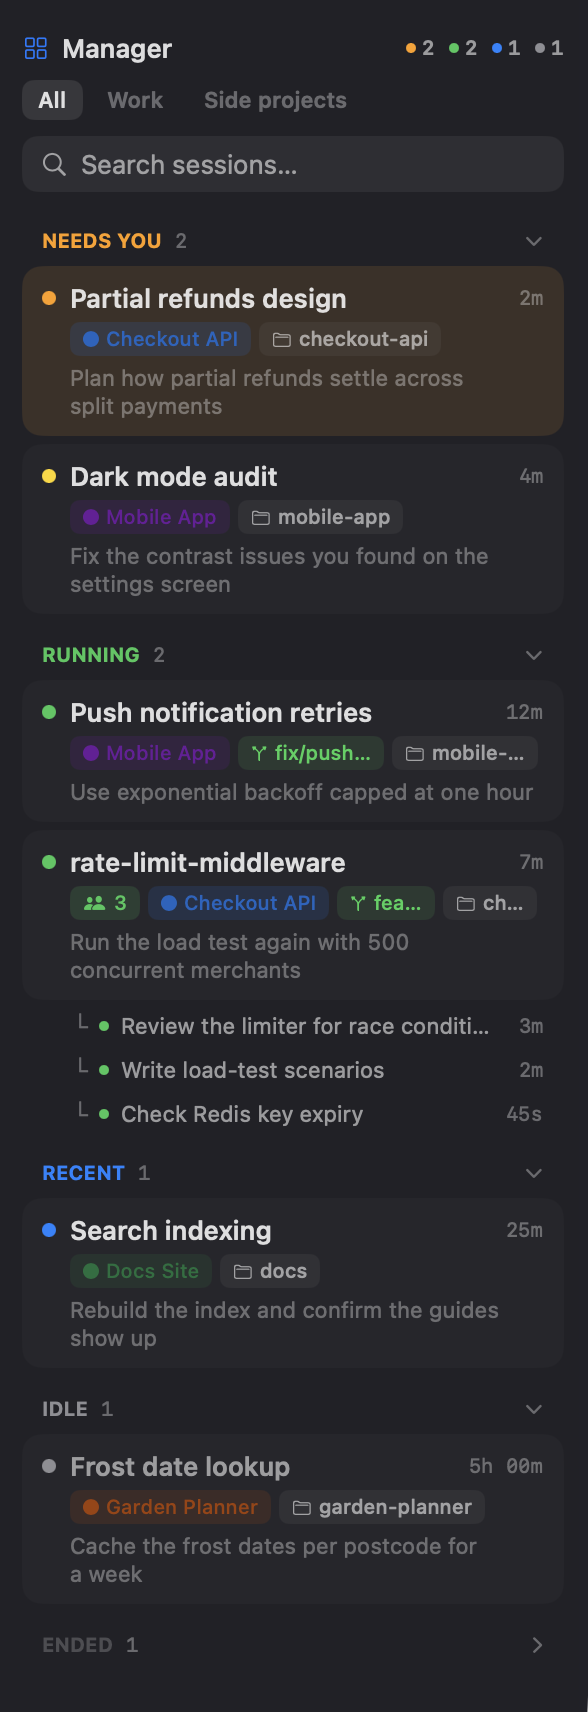 Manager
2 2 1 1
All Work Side projects
Search sessions...
NEEDS YOU 2
Partial refunds design 2m
Checkout API checkout-api
Plan how partial refunds settle across
split payments
Dark mode audit 4m
Mobile App mobile-app
Fix the contrast issues you found on the
settings screen
RUNNING 2
Push notification retries 12m
Mobile App fix/push... mobile-...
Use exponential backoff capped at one hour
rate-limit-middleware 7m
3 Checkout API fea... ch...
Run the load test again with 500
concurrent merchants
Review the limiter for race conditi... 3m
Write load-test scenarios 2m
Check Redis key expiry 45s
RECENT 1
Search indexing 25m
Docs Site docs
Rebuild the index and confirm the guides
show up
IDLE 1
Frost date lookup 5h 00m
Garden Planner garden-planner
Cache the frost dates per postcode for
a week
ENDED 1